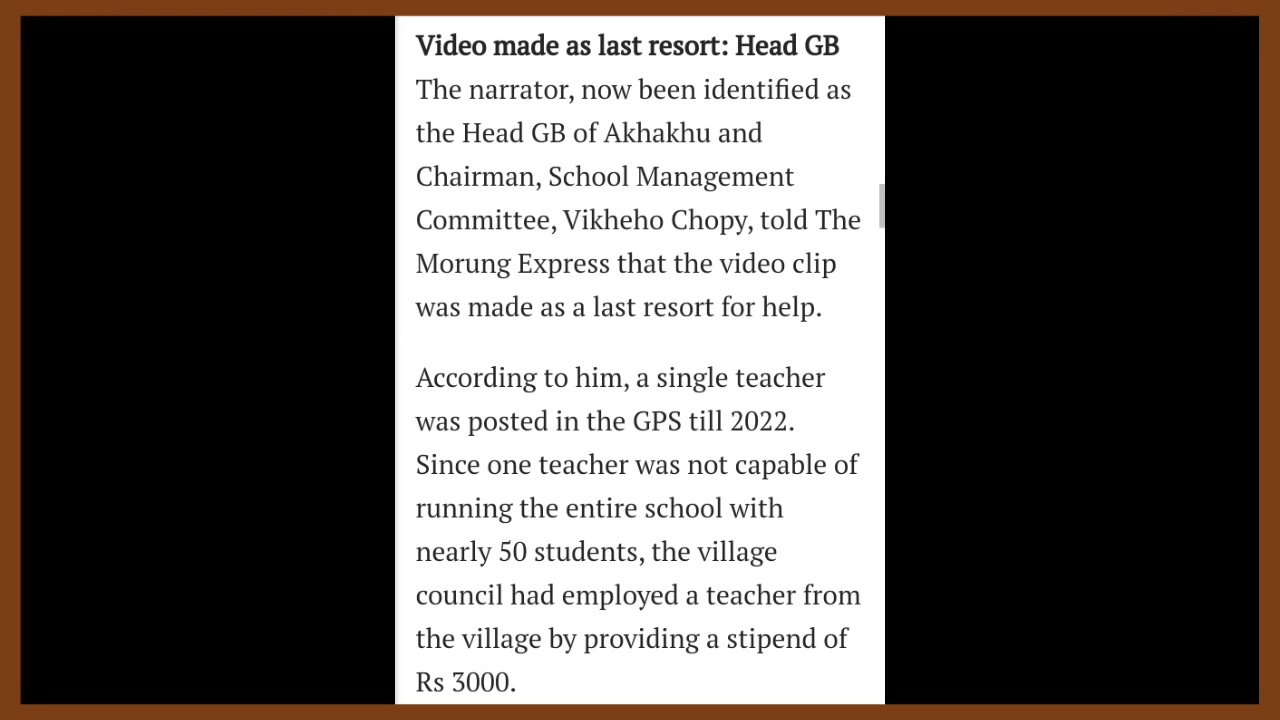 Video made as last resort: Head GB
The narrator, now been identified as
the Head GB of Akhakhu and
Chairman, School Management
Committee, Vikheho Chopy, told The
Morung Express that the video clip
was made as a last resort for help.
According to him, a single teacher
was posted in the GPS till 2022.
Since one teacher was not capable of
running the entire school with
nearly 50 students, the village
council had employed a teacher from
the village by providing a stipend of
Rs 3000.